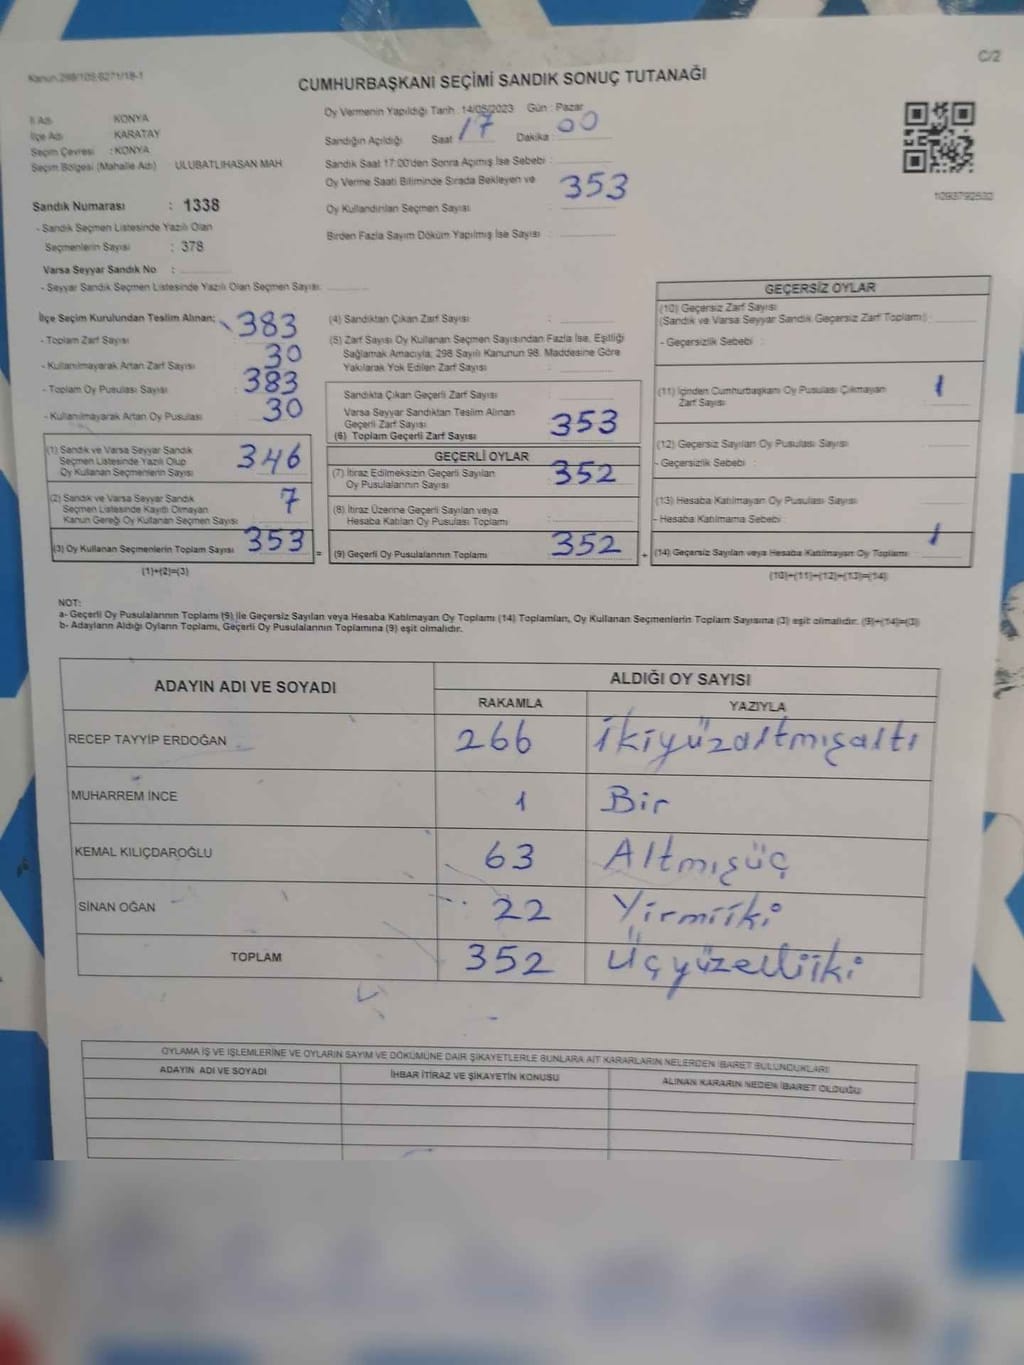 C/2
Kanun.298/105:6271/18-1
CUMHURBAŞKANI SEÇİMİ SANDIK SONUÇ TUTANAĞI
İl Adı KONYA
İlçe Adı KARATAY
Seçim Çevresi : KONYA
Seçim Bölgesi (Mahalle Adı) ULUBATLIHASAN MAH
Sandık Numarası : 1338
- Sandık Seçmen Listesinde Yazılı Olan
Seçmenlerin Sayısı : 378
Varsa Seyyar Sandık No :
- Seyyar Sandık Seçmen Listesinde Yazılı Olan Seçmen Sayısı:
Oy Vermenin Yapıldığı Tarih : 14/05/2023 Gün : Pazar
Sandığın Açıldığı Saat 17 Dakika : 00
Sandık Saat 17:00'den Sonra Açımış İse Sebebi :
Oy Verme Saati Bitiminde Sırada Bekleyen ve
Oy Kullandırılan Seçmen Sayısı : 353
Birden Fazla Sayım Döküm Yapılmış İse Sayısı :
1093792502
İlçe Seçim Kurulundan Teslim Alınan;
- Toplam Zarf Sayısı 383
- Kullanılmayarak Artan Zarf Sayısı 30
- Toplam Oy Pusulası Sayısı 383
- Kullanılmayarak Artan Oy Pusulası 30
(1) Sandık ve Varsa Seyyar Sandık
Seçmen Listesinde Yazılı Olup
Oy Kullanan Seçmenlerin Sayısı 346
(2) Sandık ve Varsa Seyyar Sandık
Seçmen Listesinde Kayıtlı Olmayan
Kanun Gereği Oy Kullanan Seçmen Sayısı 7
(3) Oy Kullanan Seçmenlerin Toplam Sayısı 353 =
(1)+(2)=(3)
(4) Sandıktan Çıkan Zarf Sayısı :
(5) Zarf Sayısı Oy Kullanan Seçmen Sayısından Fazla İse, Eşitliği
Sağlamak Amacıyla; 298 Sayılı Kanunun 98. Maddesine Göre
Yakılarak Yok Edilen Zarf Sayısı :
Sandıkta Çıkan Geçerli Zarf Sayısı :
Varsa Seyyar Sandıktan Teslim Alınan
Geçerli Zarf Sayısı :
(6) Toplam Geçerli Zarf Sayısı 353
GEÇERLİ OYLAR
(7) İtiraz Edilmeksizin Geçerli Sayılan
Oy Pusulalarının Sayısı : 352
(8) İtiraz Üzerine Geçerli Sayılan veya
Hesaba Katılan Oy Pusulası Toplamı :
(9) Geçerli Oy Pusulalarının Toplamı 352 +
GEÇERSİZ OYLAR
(10) Geçersiz Zarf Sayısı
(Sandık ve Varsa Seyyar Sandık Geçersiz Zarf Toplamı) :
- Geçersizlik Sebebi :
(11) İçinden Cumhurbaşkanı Oy Pusulası Çıkmayan
Zarf Sayısı 1
(12) Geçersiz Sayılan Oy Pusulası Sayısı
- Geçersizlik Sebebi :
(13) Hesaba Katılmayan Oy Pusulası Sayısı
- Hesaba Katılmama Sebebi :
(14) Geçersiz Sayılan veya Hesaba Katılmayan Oy Toplamı: 1
(10)+(11)+(12)+(13)=(14)
NOT:
a- Geçerli Oy Pusulalarının Toplamı (9) ile Geçersiz Sayılan veya Hesaba Katılmayan Oy Toplamı (14) Toplamları, Oy Kullanan Seçmenlerin Toplam Sayısına (3) eşit olmalıdır. (9)+(14)=(3)
b- Adayların Aldığı Oyların Toplamı, Geçerli Oy Pusulalarının Toplamına (9) eşit olmalıdır.
ADAYIN ADI VE SOYADI ALDIĞI OY SAYISI
RAKAMLA YAZIYLA
RECEP TAYYİP ERDOĞAN 266 İkiyüzaltmışaltı
MUHARREM İNCE 1 Bir
KEMAL KILIÇDAROĞLU 63 Altmışüç
SİNAN OĞAN 22 Yirmiiki
TOPLAM 352 Üçyüzelliiki
OYLAMA İŞ VE İŞLEMLERİNE VE OYLARIN SAYIM VE DÖKÜMÜNE DAİR ŞİKAYETLERLE BUNLARA AİT KARARLARIN NELERDEN İBARET BULUNDUKLARI
ADAYIN ADI VE SOYADI İHBAR İTİRAZ VE ŞİKAYETİN KONUSU ALINAN KARARIN NEDEN İBARET OLDUĞU